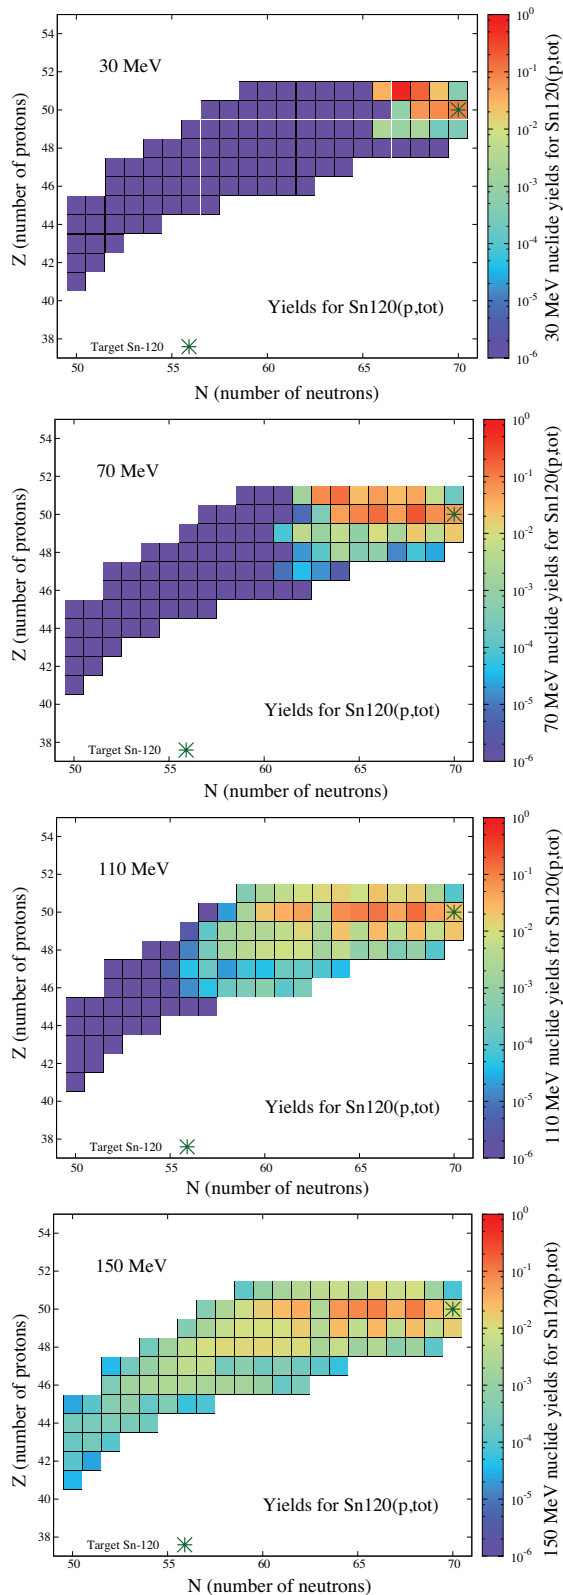 54
52
50
48
46
44
42
40
38
Z (number of protons)
30 MeV
Yields for Sn120(p,tot)
Target Sn-120
50 55 60 65 70
N (number of neutrons)
10^0
10^-1
10^-2
10^-3
10^-4
10^-5
10^-6
30 MeV nuclide yields for Sn120(p,tot)
54
52
50
48
46
44
42
40
38
Z (number of protons)
70 MeV
Yields for Sn120(p,tot)
Target Sn-120
50 55 60 65 70
N (number of neutrons)
10^0
10^-1
10^-2
10^-3
10^-4
10^-5
10^-6
70 MeV nuclide yields for Sn120(p,tot)
54
52
50
48
46
44
42
40
38
Z (number of protons)
110 MeV
Yields for Sn120(p,tot)
Target Sn-120
50 55 60 65 70
N (number of neutrons)
10^0
10^-1
10^-2
10^-3
10^-4
10^-5
10^-6
110 MeV nuclide yields for Sn120(p,tot)
54
52
50
48
46
44
42
40
38
Z (number of protons)
150 MeV
Yields for Sn120(p,tot)
Target Sn-120
50 55 60 65 70
N (number of neutrons)
10^0
10^-1
10^-2
10^-3
10^-4
10^-5
10^-6
150 MeV nuclide yields for Sn120(p,tot)